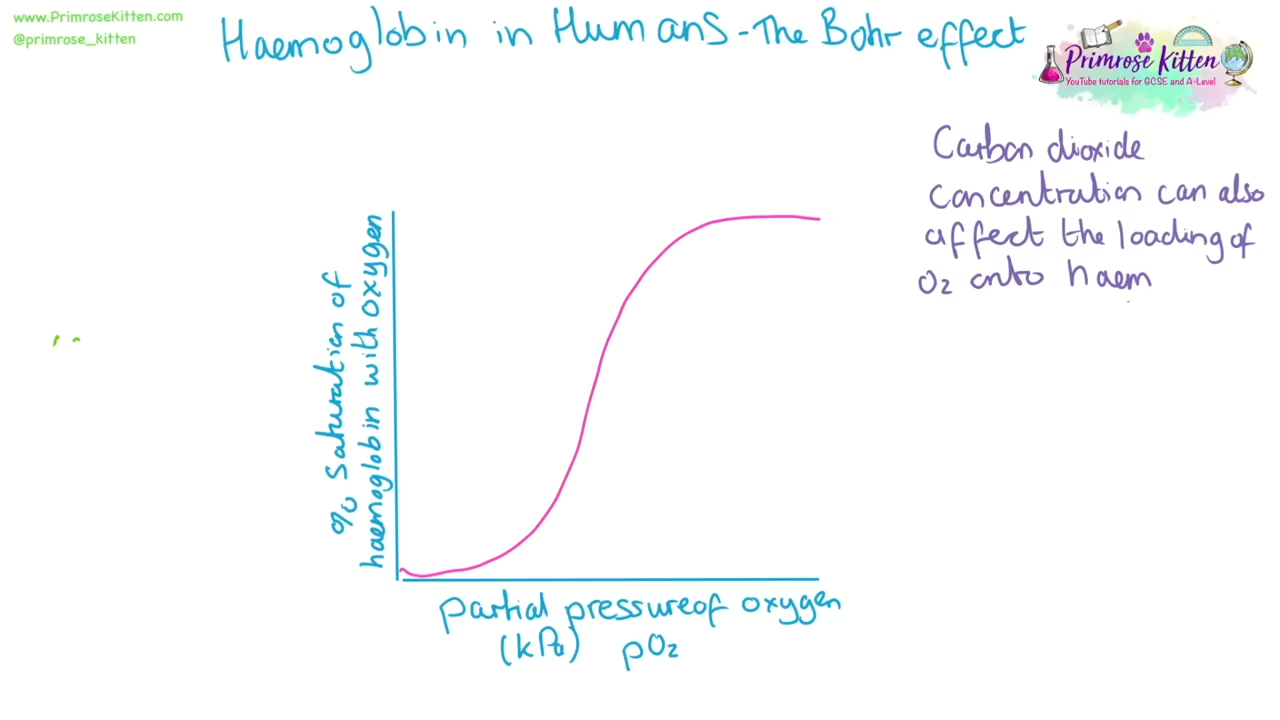 www.PrimroseKitten.com
@primrose_kitten
Haemoglobin in Humans - The Bohr effect
Primrose Kitten
YouTube tutorials for GCSE and A-Level
Carbon dioxide
concentration can also
affect the loading of
O₂ onto haem
% saturation of
haemoglobin with oxygen
partial pressure of oxygen
(kPa) pO₂